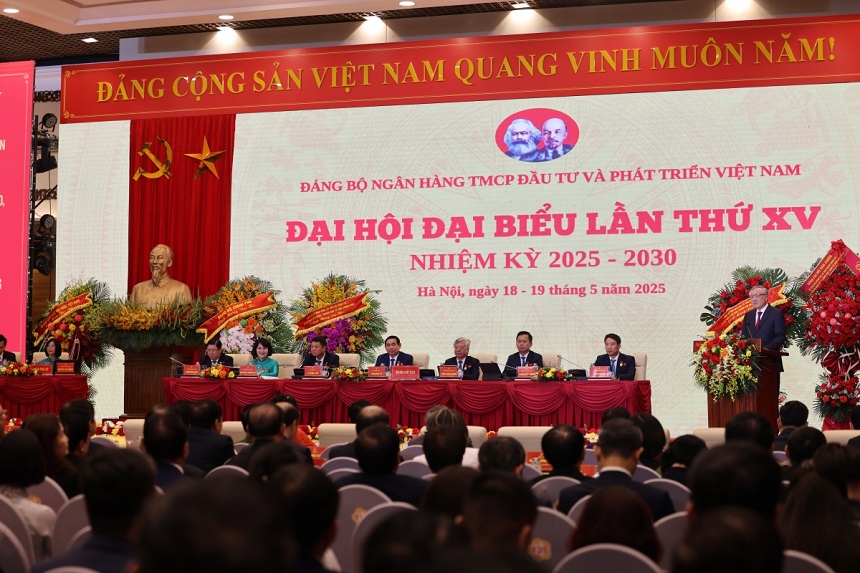 ĐẢNG CỘNG SẢN VIỆT NAM QUANG VINH MUÔN NĂM!
ĐẢNG BỘ NGÂN HÀNG TMCP ĐẦU TƯ VÀ PHÁT TRIỂN VIỆT NAM
ĐẠI HỘI ĐẠI BIỂU LẦN THỨ XV
NHIỆM KỲ 2025 - 2030
Hà Nội, ngày 18 - 19 tháng 5 năm 2025